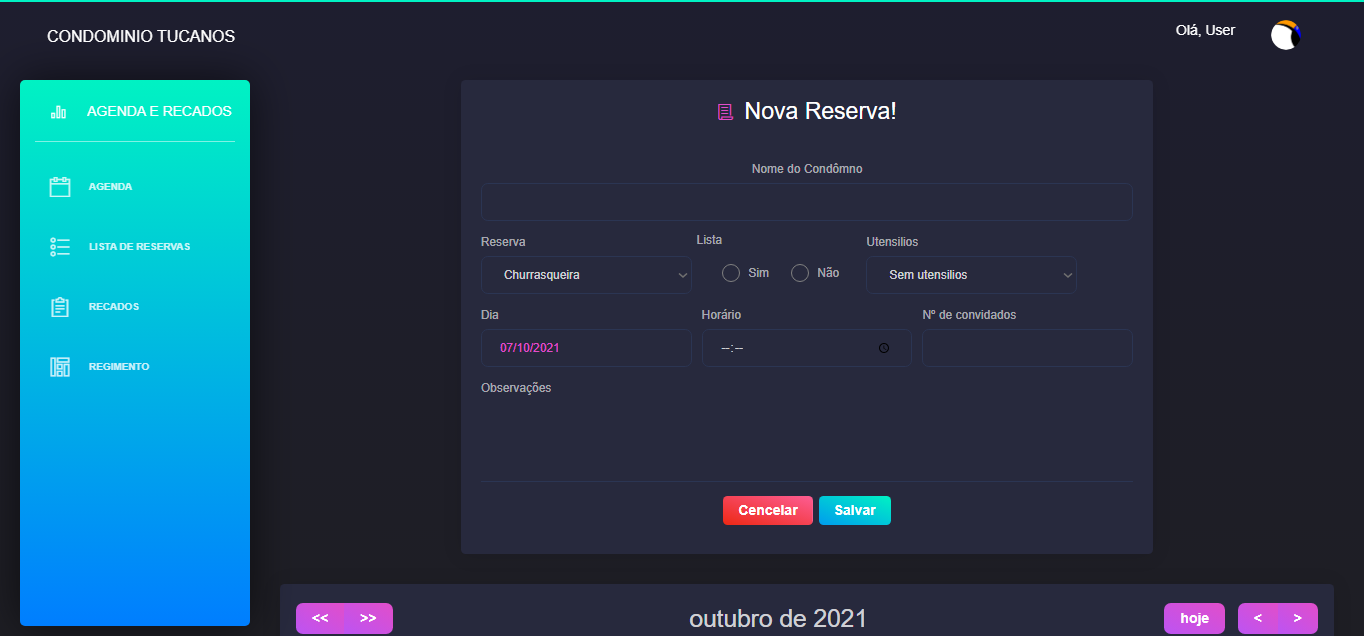 CONDOMINIO TUCANOS
Olá, User
AGENDA E RECADOS
AGENDA
LISTA DE RESERVAS
RECADOS
REGIMENTO
Nova Reserva!
Nome do Condômno
Reserva
Lista
Utensilios
Churrasqueira
Sim
Não
Sem utensilios
Dia
Horário
Nº de convidados
07/10/2021
--:--
Observações
Cencelar
Salvar
<<
>>
outubro de 2021
hoje
<
>